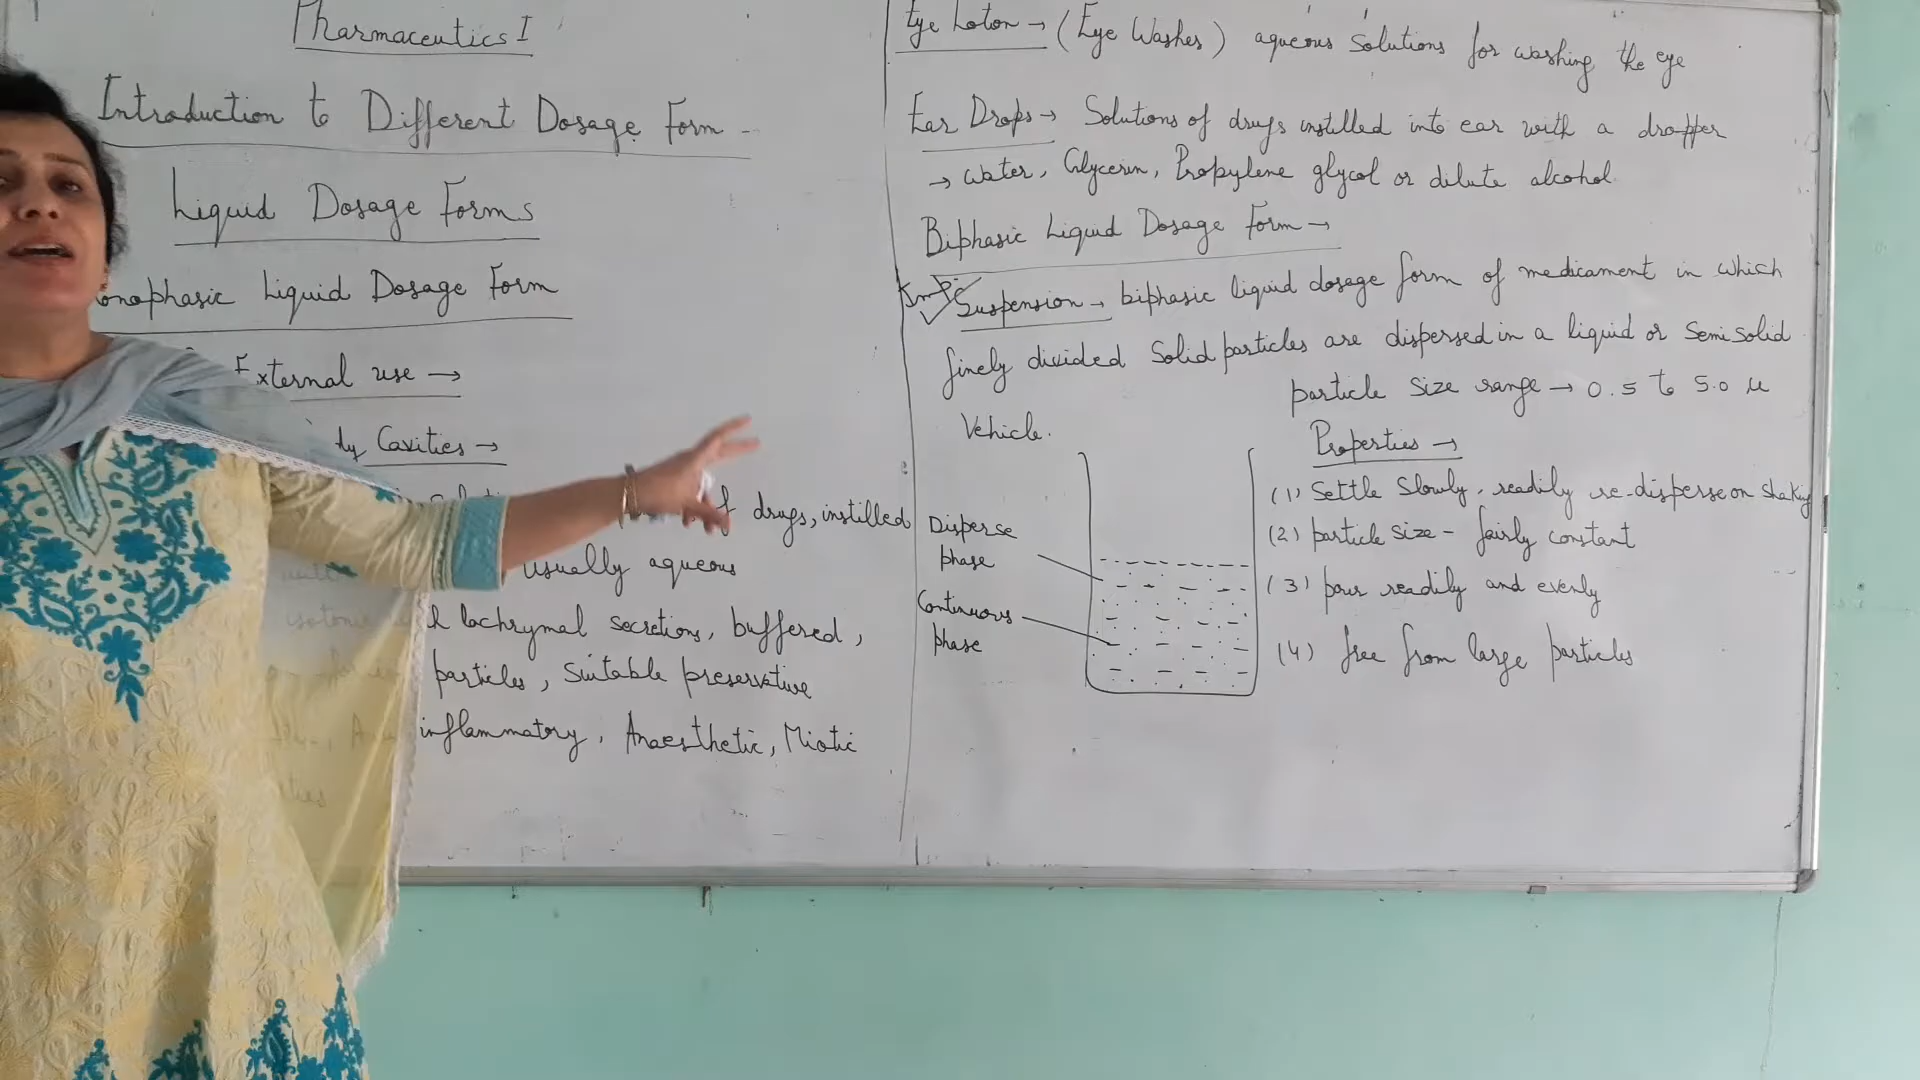 Pharmaceutics I
Introduction to Different Dosage Form -
Liquid Dosage Forms
onophasic Liquid Dosage Form
External use →
dy Cavities →
f drugs, instilled
usually aqueous
h lachrymal secretions, buffered,
particles, suitable preservative
inflammatory, Anaesthetic, Miotic
Eye Loton → (Eye Washes) aqueous solutions for washing the eye
Ear Drops → Solutions of drugs instilled into ear with a dropper
→ water, Glycerin, Propylene glycol or dilute alcohol
Biphasic Liquid Dosage Form →
Suspension → biphasic liquid dosage form of medicament in which
finely divided solid particles are dispersed in a liquid or semisolid
Vehicle.
particle size range → 0.5 to 5.0 µ
Properties →
(1) Settle slowly, readily re-disperse on shaking
(2) particle size - fairly constant
(3) pour readily and evenly
(4) free from large particles
Disperse
phase
Continuous
phase